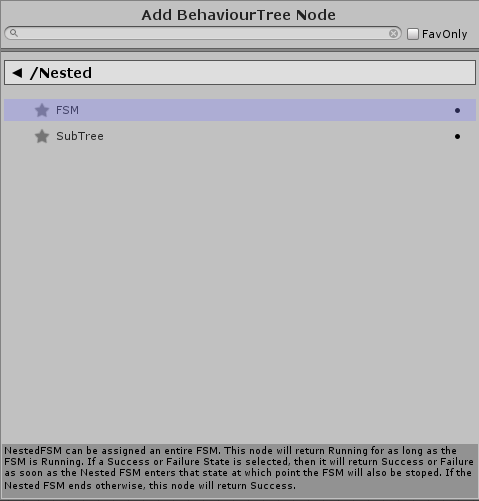 Add BehaviourTree Node
FavOnly
◄ /Nested
FSM
SubTree
NestedFSM can be assigned an entire FSM. This node will return Running for as long as the
FSM is Running. If a Success or Failure State is selected, then it will return Success or Failure
as soon as the Nested FSM enters that state at which point the FSM will also be stoped. If the
Nested FSM ends otherwise, this node will return Success.